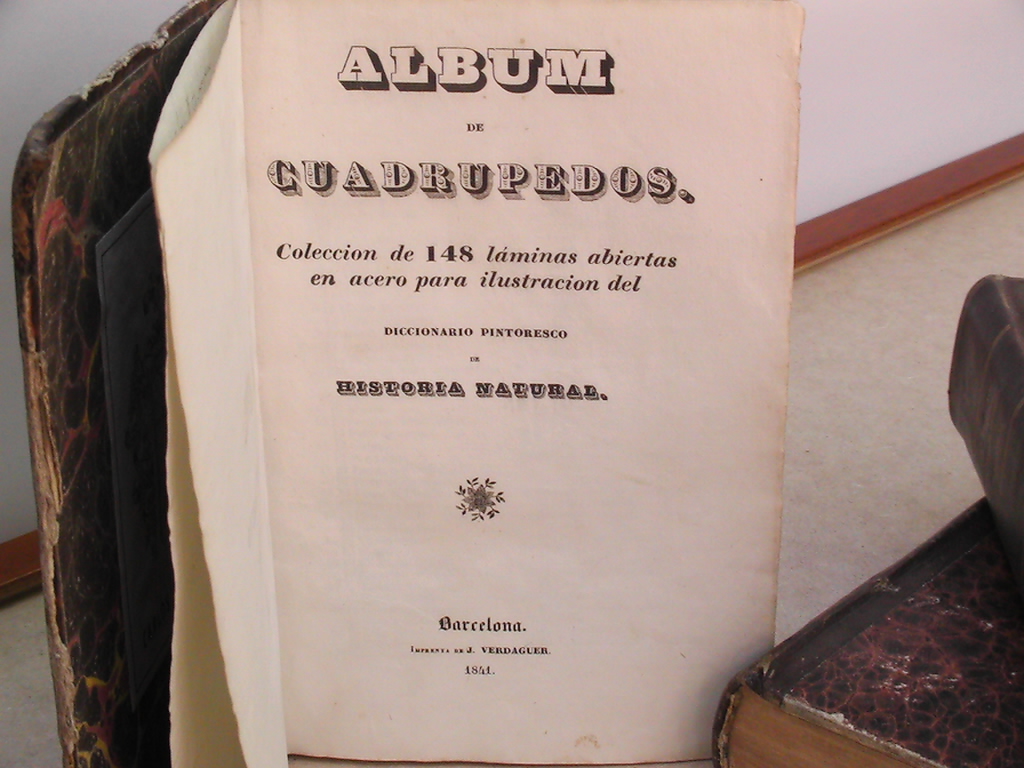 ALBUM
DE
CUADRUPEDOS.
Coleccion de 148 láminas abiertas
en acero para ilustracion del
DICCIONARIO PINTORESCO
DE
HISTORIA NATURAL.
Barcelona.
IMPRENTA DE J. VERDAGUER.
1841.